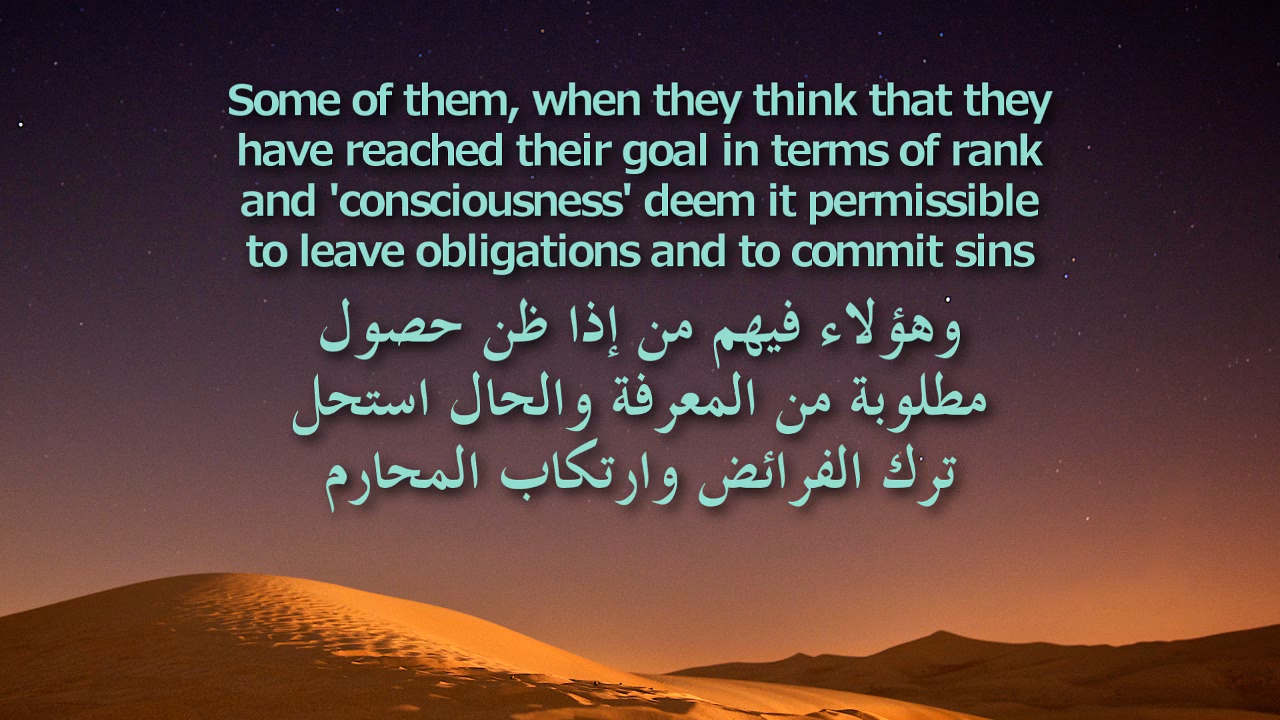 Some of them, when they think that they
have reached their goal in terms of rank
and 'consciousness' deem it permissible
to leave obligations and to commit sins
وهؤلاء فيهم من إذا ظن حصول
مطلوبة من المعرفة والحال استحل
ترك الفرائض وارتكاب المحارم